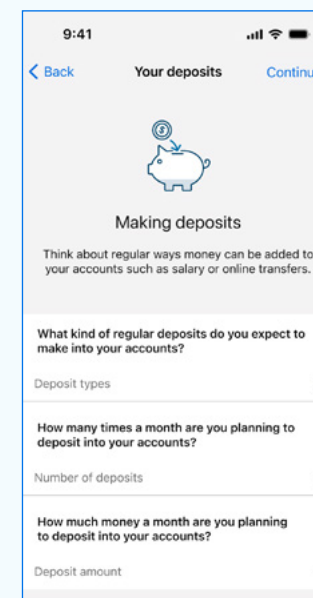 9:41
Back
Your deposits
Continu
Making deposits
Think about regular ways money can be added to
your accounts such as salary or online transfers.
What kind of regular deposits do you expect to
make into your accounts?
Deposit types
How many times a month are you planning to
deposit into your accounts?
Number of deposits
How much money a month are you planning
to deposit into your accounts?
Deposit amount